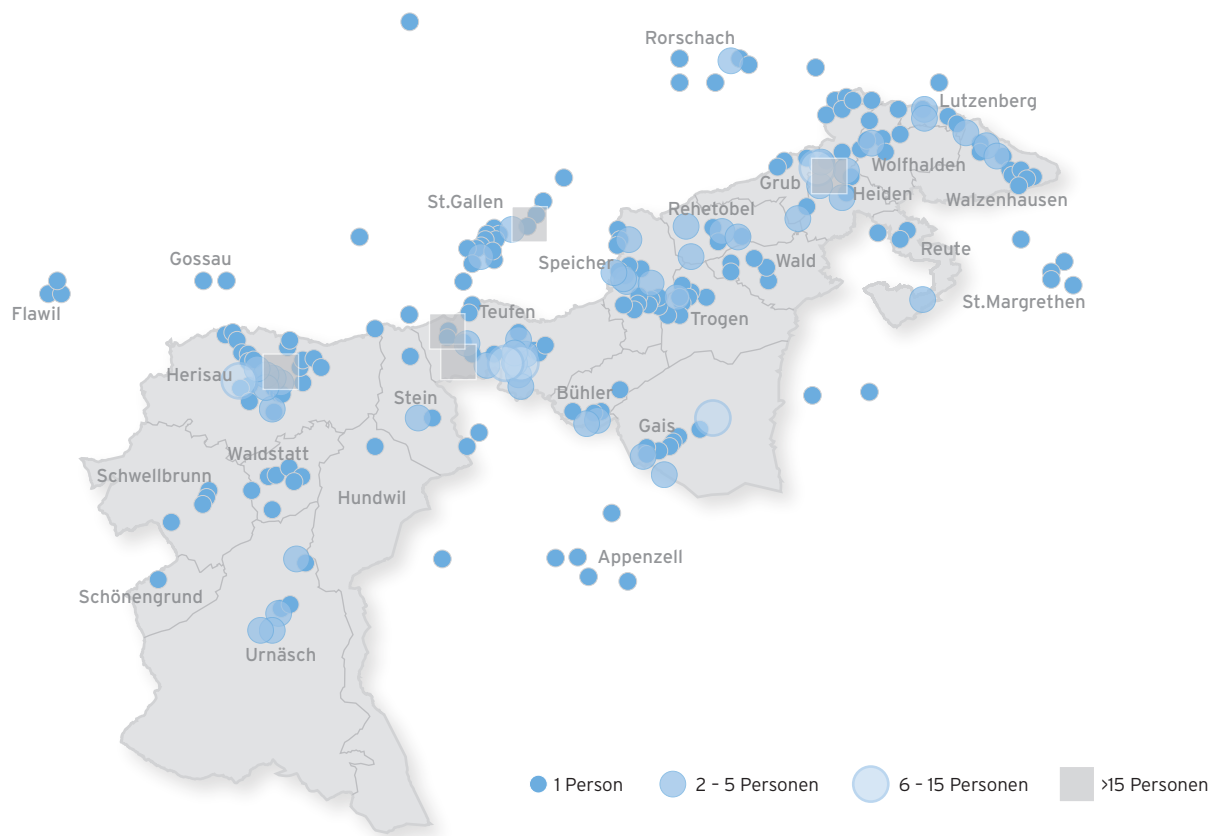 Rorschach
Lutzenberg
Wolfhalden
Grub
Heiden
Walzenhausen
St.Gallen
Rehetobel
Reute
Gossau
Speicher
Wald
St.Margrethen
Flawil
Teufen
Trogen
Herisau
Stein
Bühler
Gais
Waldstatt
Schwellbrunn
Hundwil
Appenzell
Schönengrund
Urnäsch
1 Person
2 – 5 Personen
6 – 15 Personen
>15 Personen